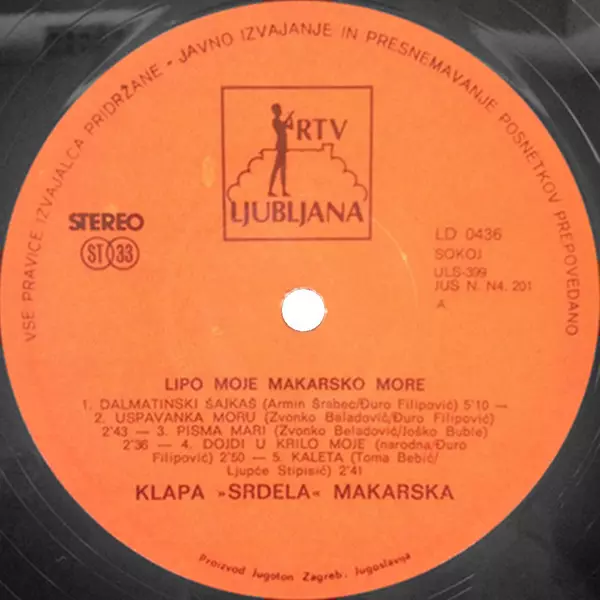 VSE PRAVICE IZVAJALCA PRIDRŽANE - JAVNO IZVAJANJE IN PRESNEMAVANJE POSNETKOV PREPOVEDANO
RTV
LJUBLJANA
STEREO
ST 33
LD 0436
SOKOJ
ULS-399
JUS N. N4. 201
A
LIPO MOJE MAKARSKO MORE
1. DALMATINSKI ŠAJKAŠ (Armin Šrabec/Đuro Filipović) 5'10 —
2. USPAVANKA MORU (Zvonko Beladović/Đuro Filipović)
2'43 — 3. PISMA MARI (Zvonko Beladović/Joško Buble)
2'36 — 4. DOJDI U KRILO MOJE (narodna/Đuro
Filipović) 2'50 — 5. KALETA (Toma Bebić/
Ljupče Stipišić) 2'41
KLAPA »SRDELA« MAKARSKA
Proizvod Jugoton Zagreb, Jugoslavija